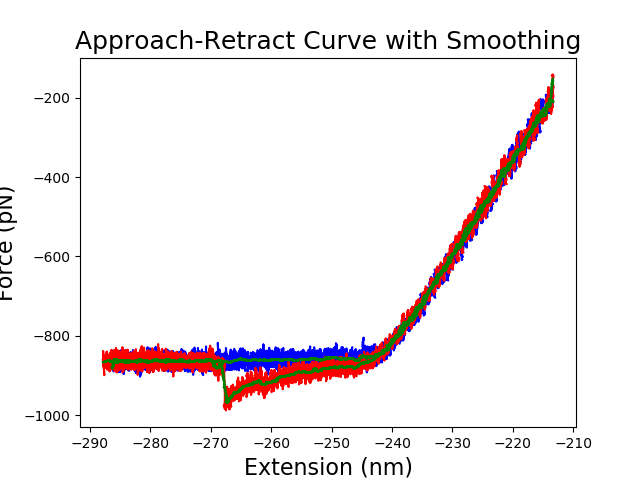 Approach-Retract Curve with Smoothing
Force (pN)
−200
−400
−600
−800
−1000
−290 −280 −270 −260 −250 −240 −230 −220 −210
Extension (nm)